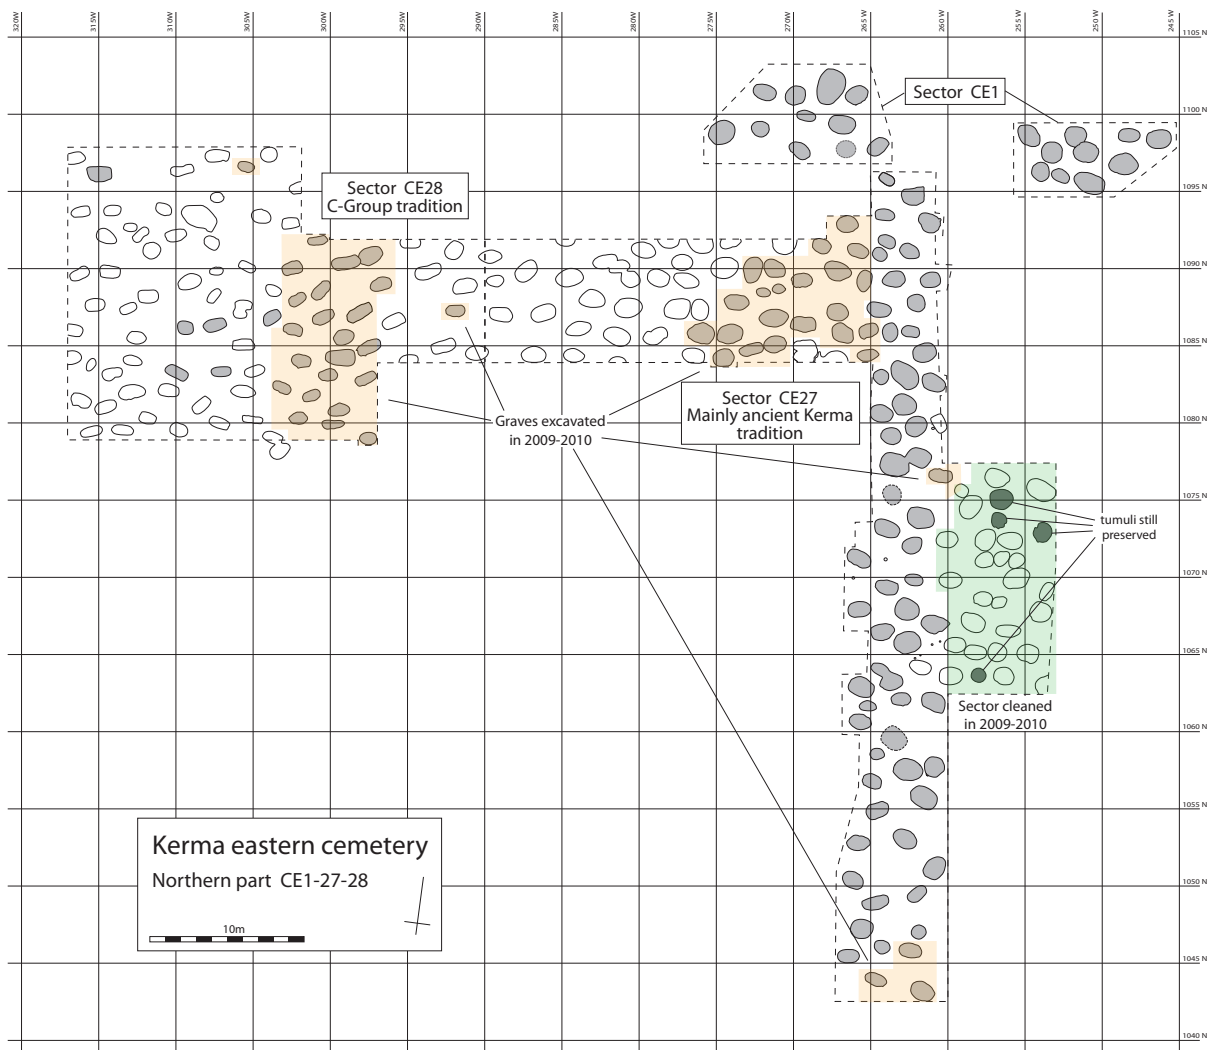 320W
315W
310W
305W
300W
295W
290W
285W
280W
275W
270W
265 W
260 W
255 W
250 W
245 W
1105 N
Sector CE1
1100 N
Sector CE28
C-Group tradition
1095 N
1090 N
1085 N
Sector CE27
Mainly ancient Kerma
tradition
Graves excavated
in 2009-2010
1080 N
1075 N
tumuli still
preserved
1070 N
1065 N
Sector cleaned
in 2009-2010
1060 N
1055 N
Kerma eastern cemetery
Northern part CE1-27-28
10m
1050 N
1045 N
1040 N